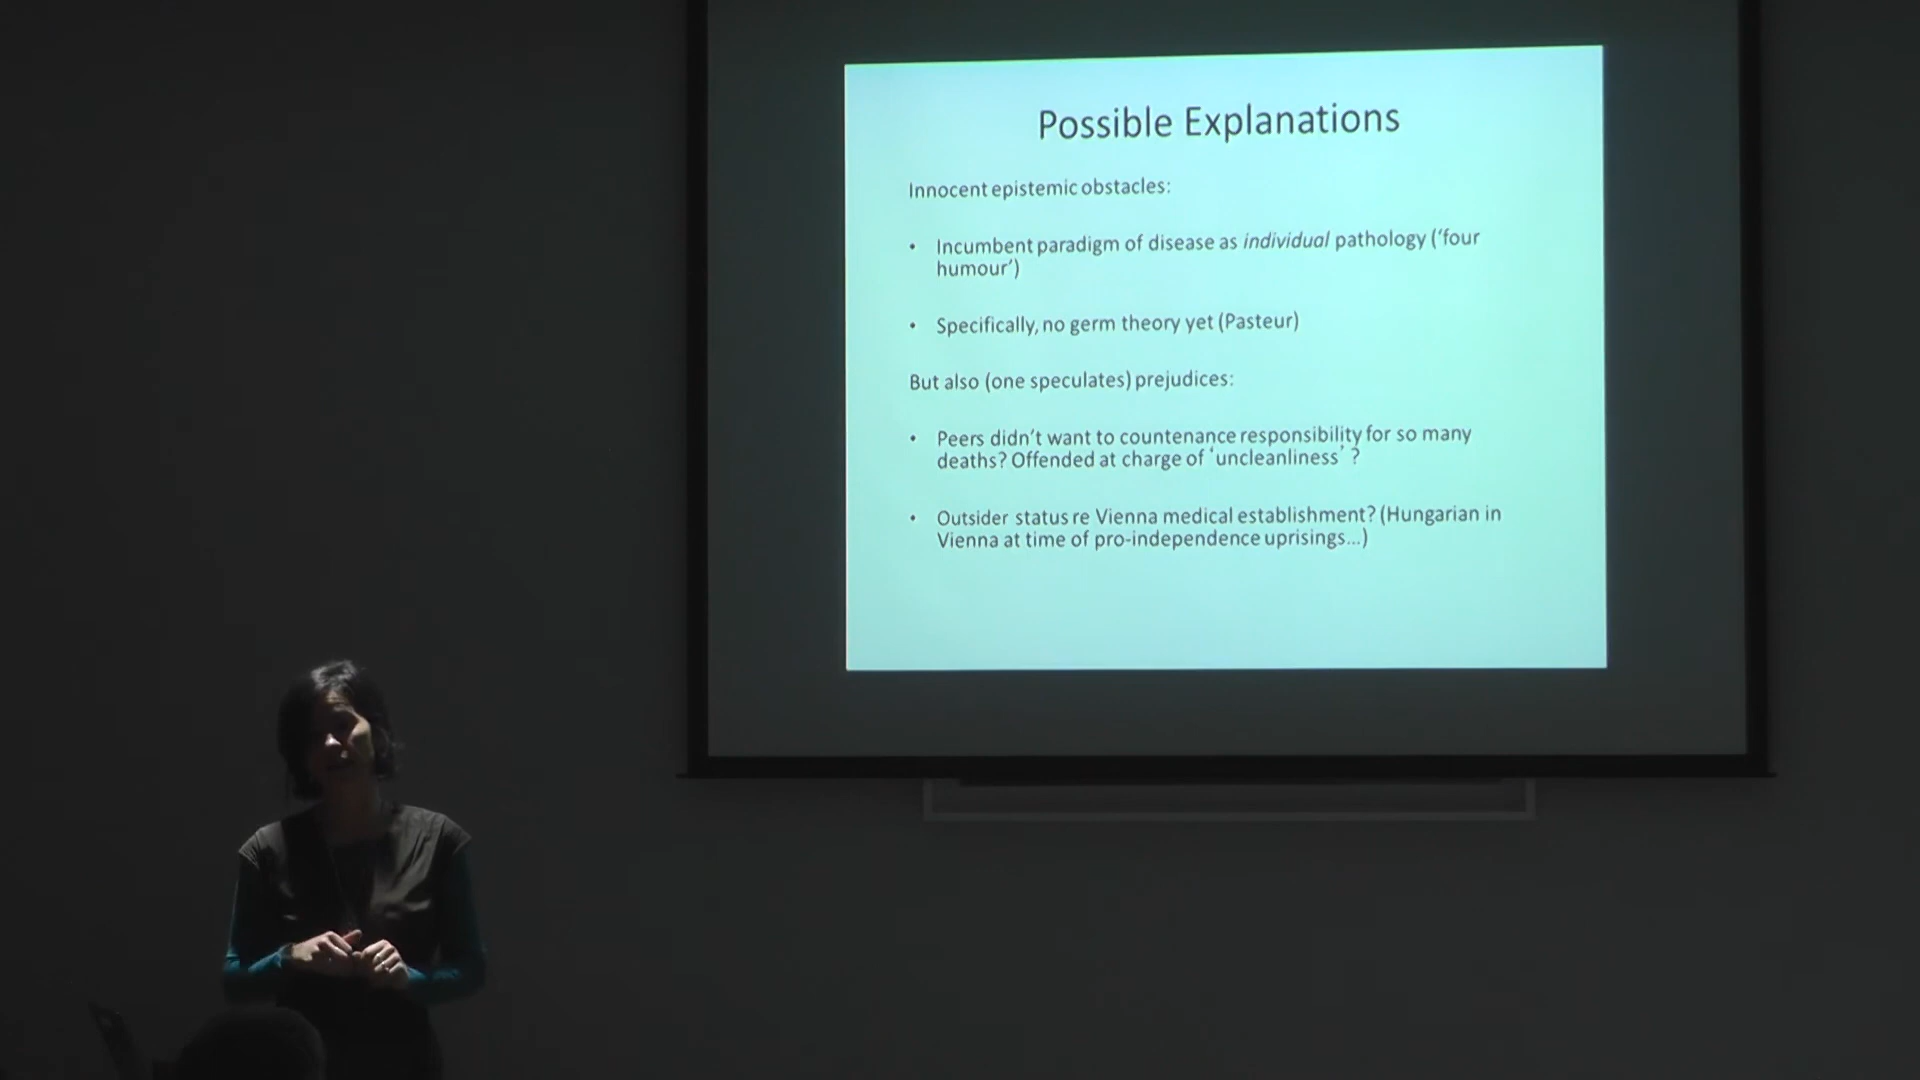 Possible Explanations
Innocent epistemic obstacles:
• Incumbent paradigm of disease as individual pathology (‘four
humour’)
• Specifically, no germ theory yet (Pasteur)
But also (one speculates) prejudices:
• Peers didn’t want to countenance responsibility for so many
deaths? Offended at charge of ‘uncleanliness’ ?
• Outsider status re Vienna medical establishment? (Hungarian in
Vienna at time of pro-independence uprisings...)